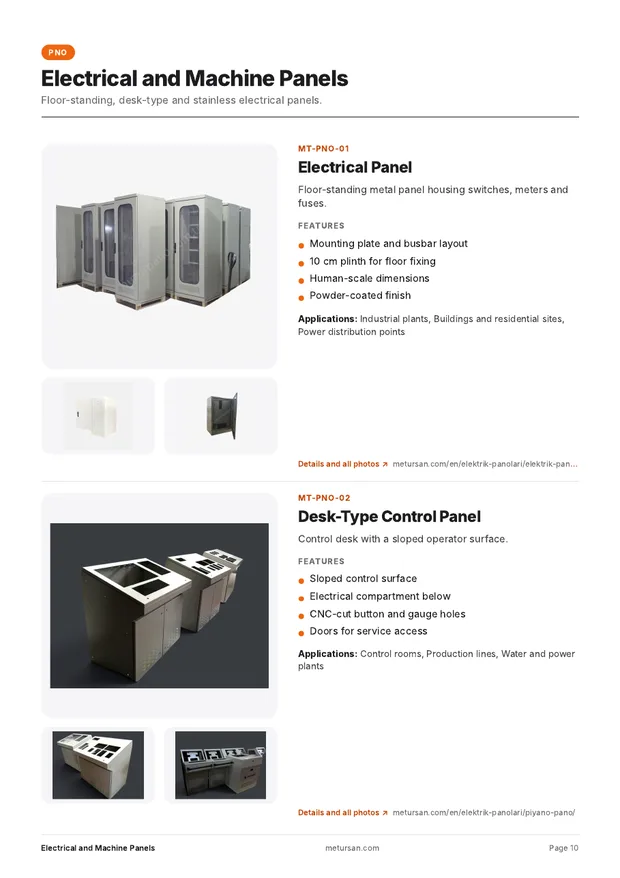 PNO
Electrical and Machine Panels
Floor-standing, desk-type and stainless electrical panels.
MT-PNO-01
Electrical Panel
Floor-standing metal panel housing switches, meters and
fuses.
FEATURES
Mounting plate and busbar layout
10 cm plinth for floor fixing
Human-scale dimensions
Powder-coated finish
Applications: Industrial plants, Buildings and residential sites,
Power distribution points
Details and all photos ↗ metursan.com/en/elektrik-panolari/elektrik-pan...
MT-PNO-02
Desk-Type Control Panel
Control desk with a sloped operator surface.
FEATURES
Sloped control surface
Electrical compartment below
CNC-cut button and gauge holes
Doors for service access
Applications: Control rooms, Production lines, Water and power
plants
Details and all photos ↗ metursan.com/en/elektrik-panolari/piyano-pano/
Electrical and Machine Panels
metursan.com
Page 10